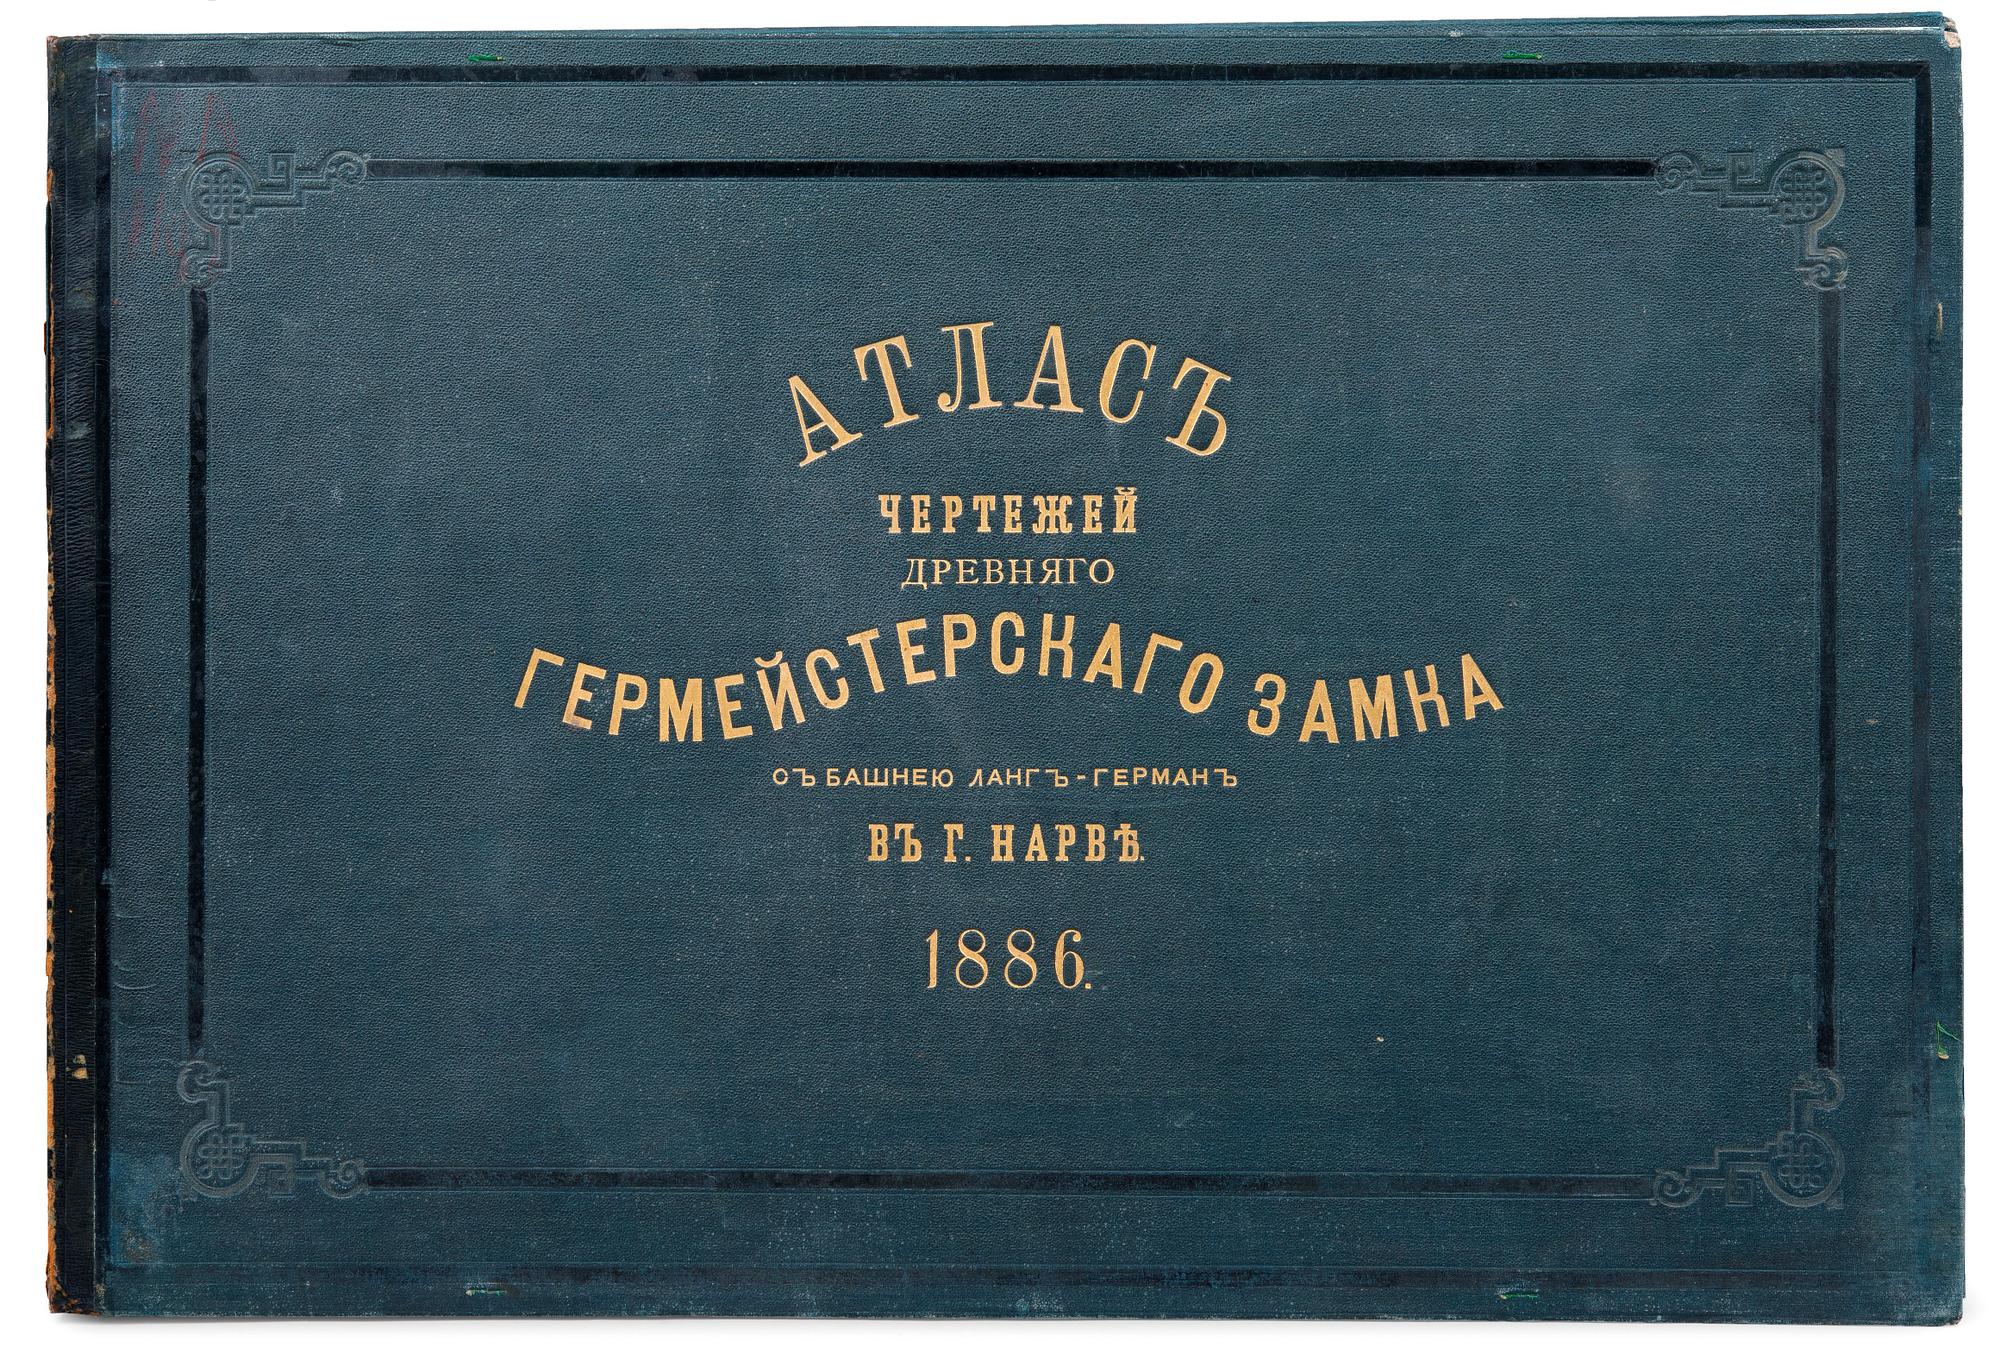 АТЛАСЪ
ЧЕРТЕЖЕЙ
ДРЕВНЯГО
ГЕРМЕЙСТЕРСКАГО ЗАМКА
СЪ БАШНЕЮ ЛАНГЪ-ГЕРМАНЪ
ВЪ Г. НАРВѢ.
1886.